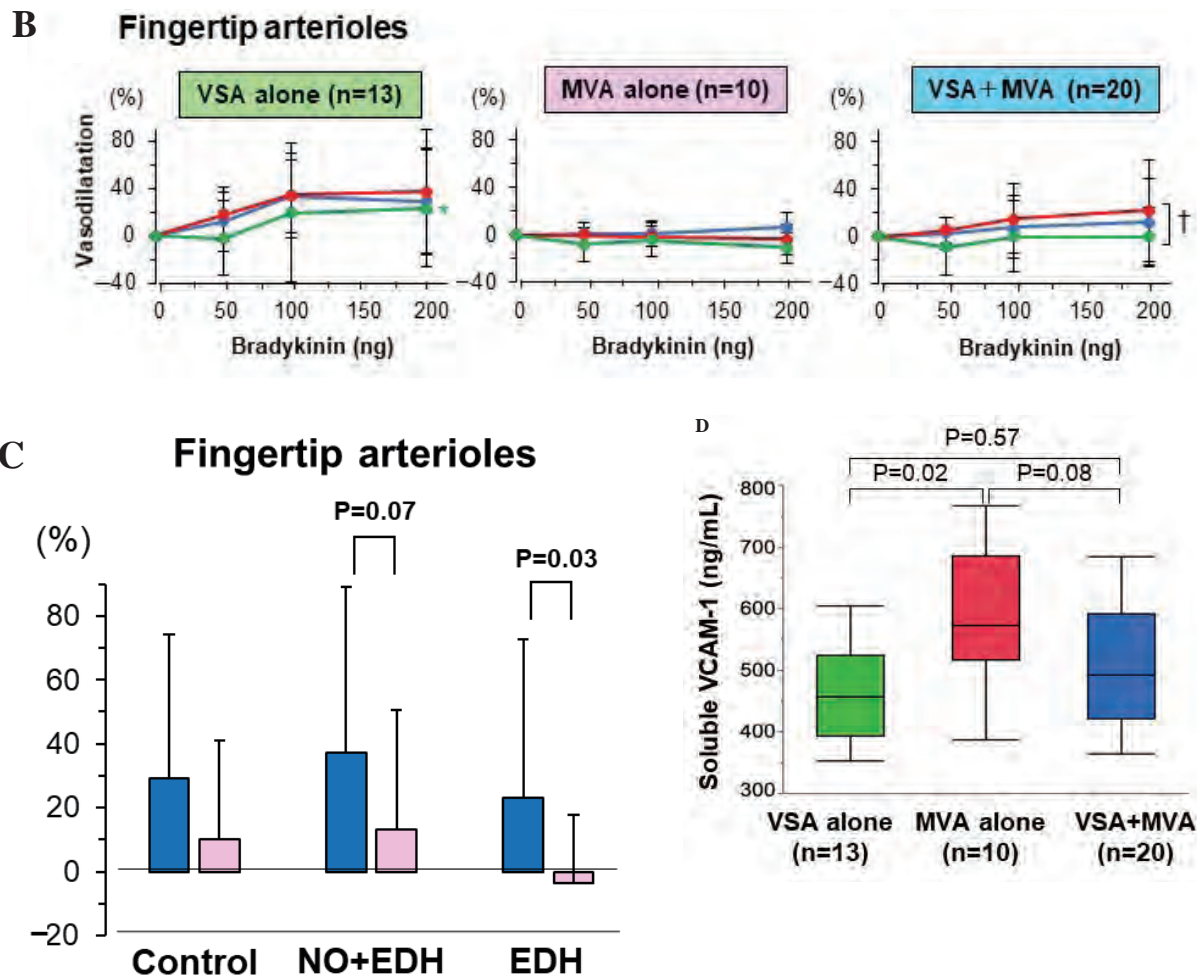 B Fingertip arterioles
VSA alone (n=13)
MVA alone (n=10)
VSA+MVA (n=20)
(%) (%) (%)
Vasodilatation
80 80 80
40 40 40
0 0 0
−40 −40 −40
*
†
0 50 100 150 200 0 50 100 150 200 0 50 100 150 200
Bradykinin (ng) Bradykinin (ng) Bradykinin (ng)
C Fingertip arterioles
(%)
P=0.07
P=0.03
80
60
40
20
0
−20
Control NO+EDH EDH
D
P=0.57
P=0.02 P=0.08
Soluble VCAM-1 (ng/mL)
800
700
600
500
400
300
VSA alone MVA alone VSA+MVA
(n=13) (n=10) (n=20)